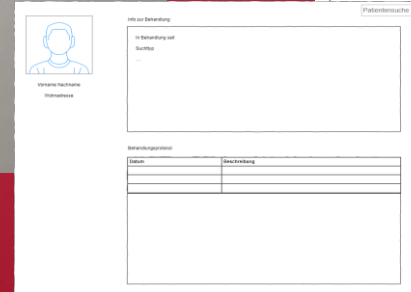 Patientensuche
Info zur Behandlung
In Behandlung seit
Suchttyp
...
Vorname Nachname
Wohnadresse
Behandlungsprotokoll
Datum Beschreibung